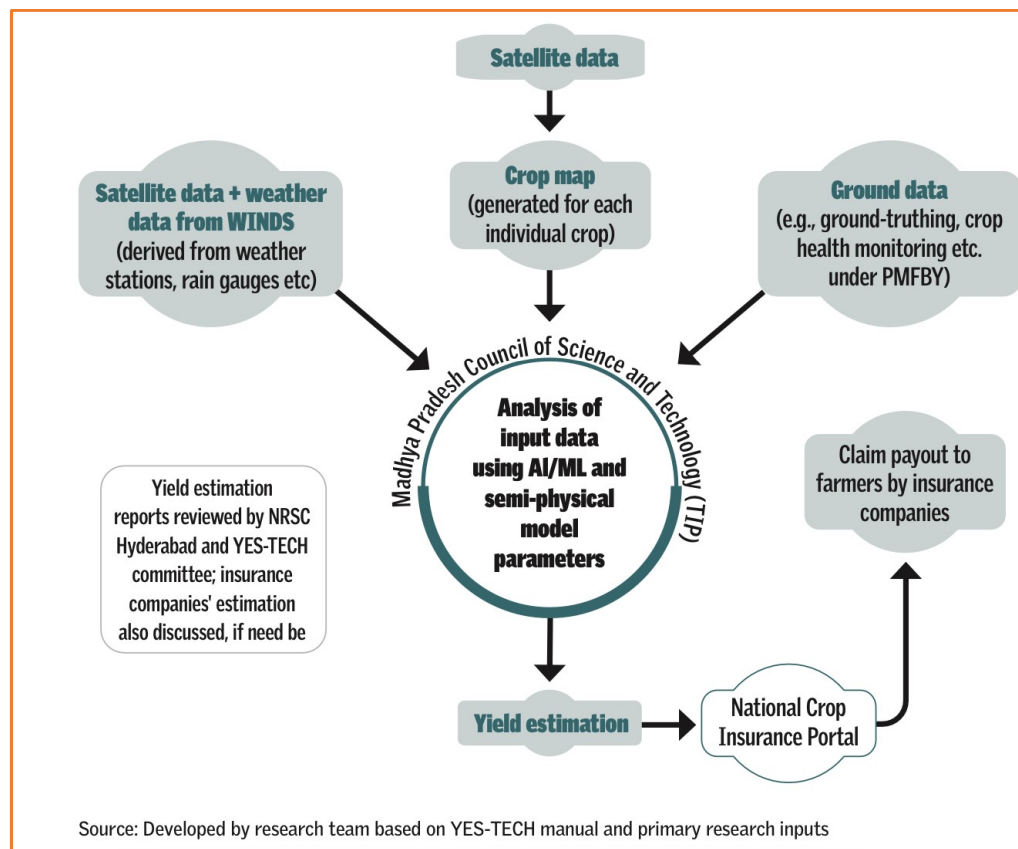 Satellite data
Satellite data + weather
data from WINDS
(derived from weather
stations, rain gauges etc)
Crop map
(generated for each
individual crop)
Ground data
(e.g., ground-truthing, crop
health monitoring etc.
under PMFBY)
Madhya Pradesh Council of Science and Technology (TIP)
Analysis of
input data
using AI/ML and
semi-physical
model
parameters
Yield estimation
reports reviewed by NRSC
Hyderabad and YES-TECH
committee; insurance
companies' estimation
also discussed, if need be
Claim payout to
farmers by insurance
companies
Yield estimation
National Crop
Insurance Portal
Source: Developed by research team based on YES-TECH manual and primary research inputs